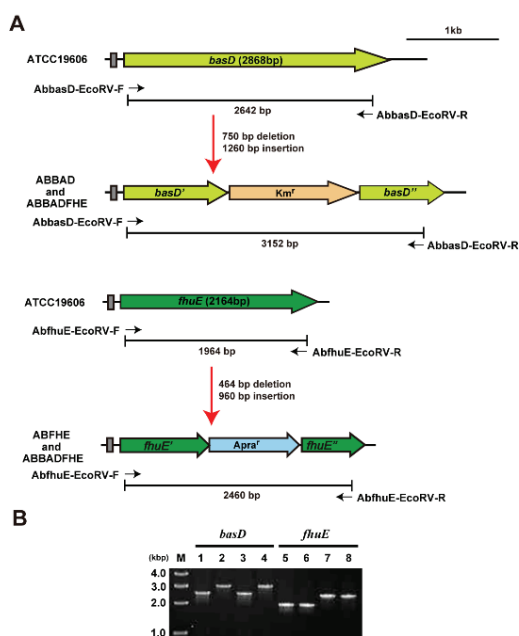 A
1kb
ATCC19606
basD (2868bp)
AbbasD-EcoRV-F
2642 bp
AbbasD-EcoRV-R
750 bp deletion
1260 bp insertion
ABBAD
and
ABBADFHE
basD' Kmʳ basD"
AbbasD-EcoRV-F
AbbasD-EcoRV-R
3152 bp
ATCC19606
fhuE (2164bp)
AbfhuE-EcoRV-F
1964 bp
AbfhuE-EcoRV-R
464 bp deletion
960 bp insertion
ABFHE
and
ABBADFHE
fhuE' Apraʳ fhuE"
AbfhuE-EcoRV-F
2460 bp
AbfhuE-EcoRV-R
B
basD fhuE
(kbp) M 1 2 3 4 5 6 7 8
4.0
3.0
2.0
1.0